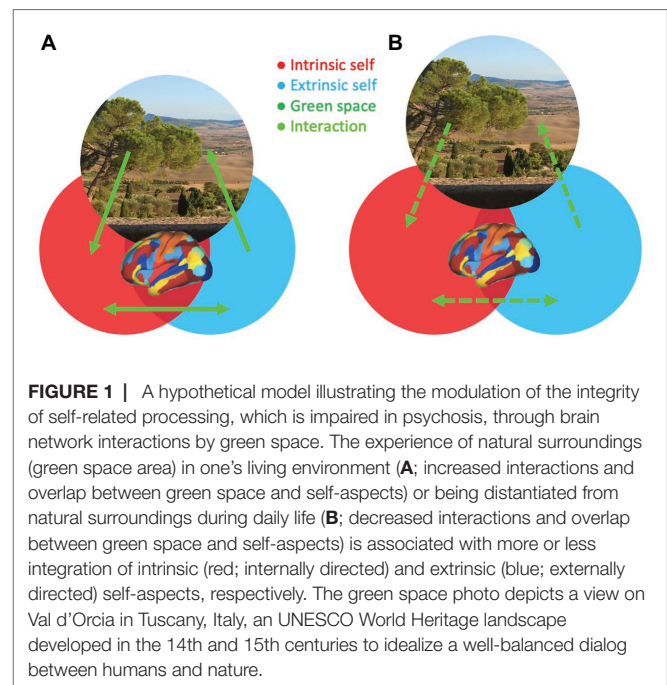 A
B
● Intrinsic self
● Extrinsic self
● Green space
● Interaction
FIGURE 1 | A hypothetical model illustrating the modulation of the integrity
of self-related processing, which is impaired in psychosis, through brain
network interactions by green space. The experience of natural surroundings
(green space area) in one’s living environment (A; increased interactions and
overlap between green space and self-aspects) or being distantiated from
natural surroundings during daily life (B; decreased interactions and overlap
between green space and self-aspects) is associated with more or less
integration of intrinsic (red; internally directed) and extrinsic (blue; externally
directed) self-aspects, respectively. The green space photo depicts a view on
Val d’Orcia in Tuscany, Italy, an UNESCO World Heritage landscape
developed in the 14th and 15th centuries to idealize a well-balanced dialog
between humans and nature.